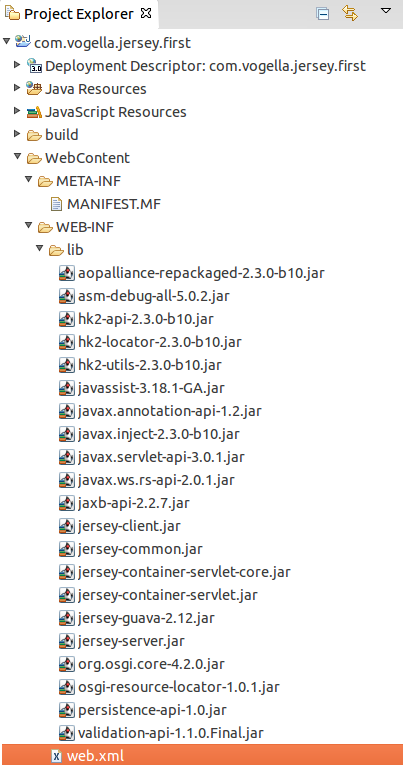 Project Explorer
com.vogella.jersey.first
3.0 Deployment Descriptor: com.vogella.jersey.first
Java Resources
JavaScript Resources
build
WebContent
META-INF
MANIFEST.MF
WEB-INF
lib
aopalliance-repackaged-2.3.0-b10.jar
asm-debug-all-5.0.2.jar
hk2-api-2.3.0-b10.jar
hk2-locator-2.3.0-b10.jar
hk2-utils-2.3.0-b10.jar
javassist-3.18.1-GA.jar
javax.annotation-api-1.2.jar
javax.inject-2.3.0-b10.jar
javax.servlet-api-3.0.1.jar
javax.ws.rs-api-2.0.1.jar
jaxb-api-2.2.7.jar
jersey-client.jar
jersey-common.jar
jersey-container-servlet-core.jar
jersey-container-servlet.jar
jersey-guava-2.12.jar
jersey-server.jar
org.osgi.core-4.2.0.jar
osgi-resource-locator-1.0.1.jar
persistence-api-1.0.jar
validation-api-1.1.0.Final.jar
web.xml